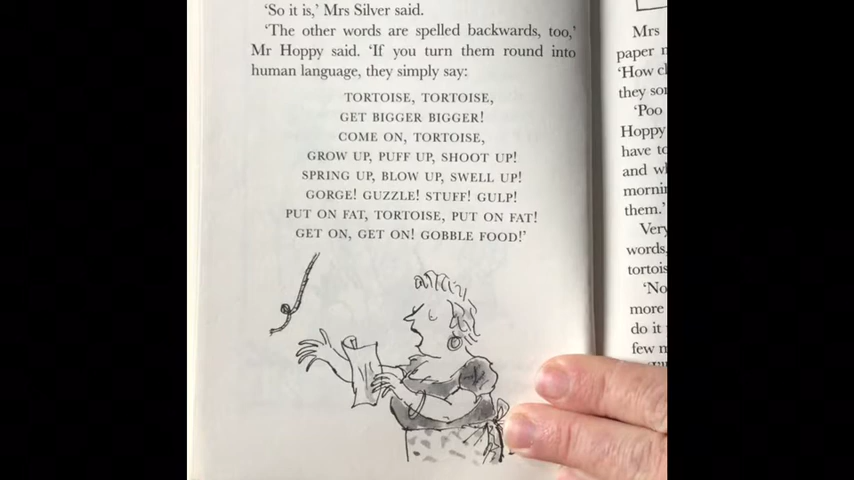 'So it is,' Mrs Silver said.
'The other words are spelled backwards, too,'
Mr Hoppy said. 'If you turn them round into
human language, they simply say:
TORTOISE, TORTOISE,
GET BIGGER BIGGER!
COME ON, TORTOISE,
GROW UP, PUFF UP, SHOOT UP!
SPRING UP, BLOW UP, SWELL UP!
GORGE! GUZZLE! STUFF! GULP!
PUT ON FAT, TORTOISE, PUT ON FAT!
GET ON, GET ON! GOBBLE FOOD!'
Mrs
paper
'How
they
'Poo
Hoppy
have to
and
them.'
Very
words,
'No
more
do it
few